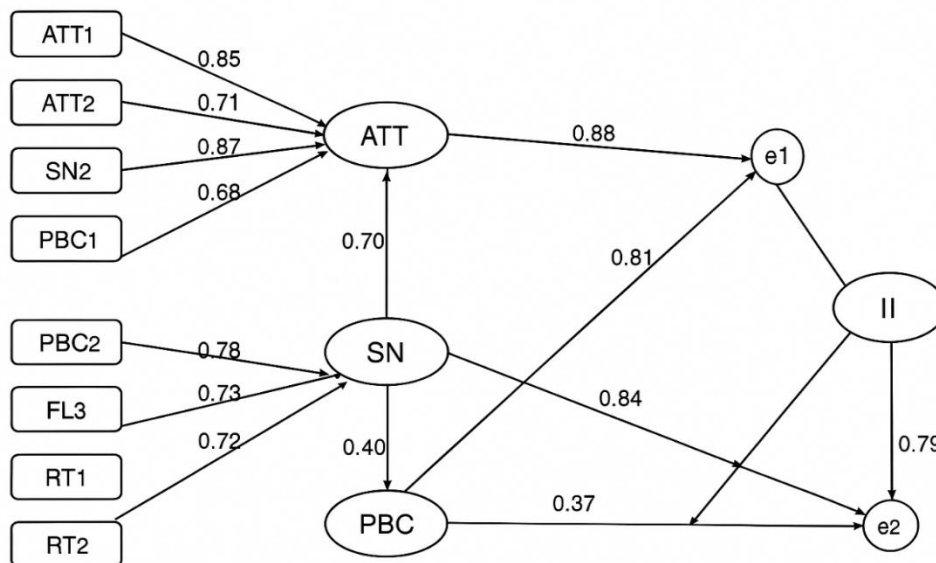 ATT1
0.85
ATT2
0.71
ATT
0.88
e1
SN2
0.87
PBC1
0.68
0.70
0.81
II
PBC2
0.78
SN
FL3
0.73
0.84
RT1
0.72
0.40
0.79
RT2
PBC
0.37
e2